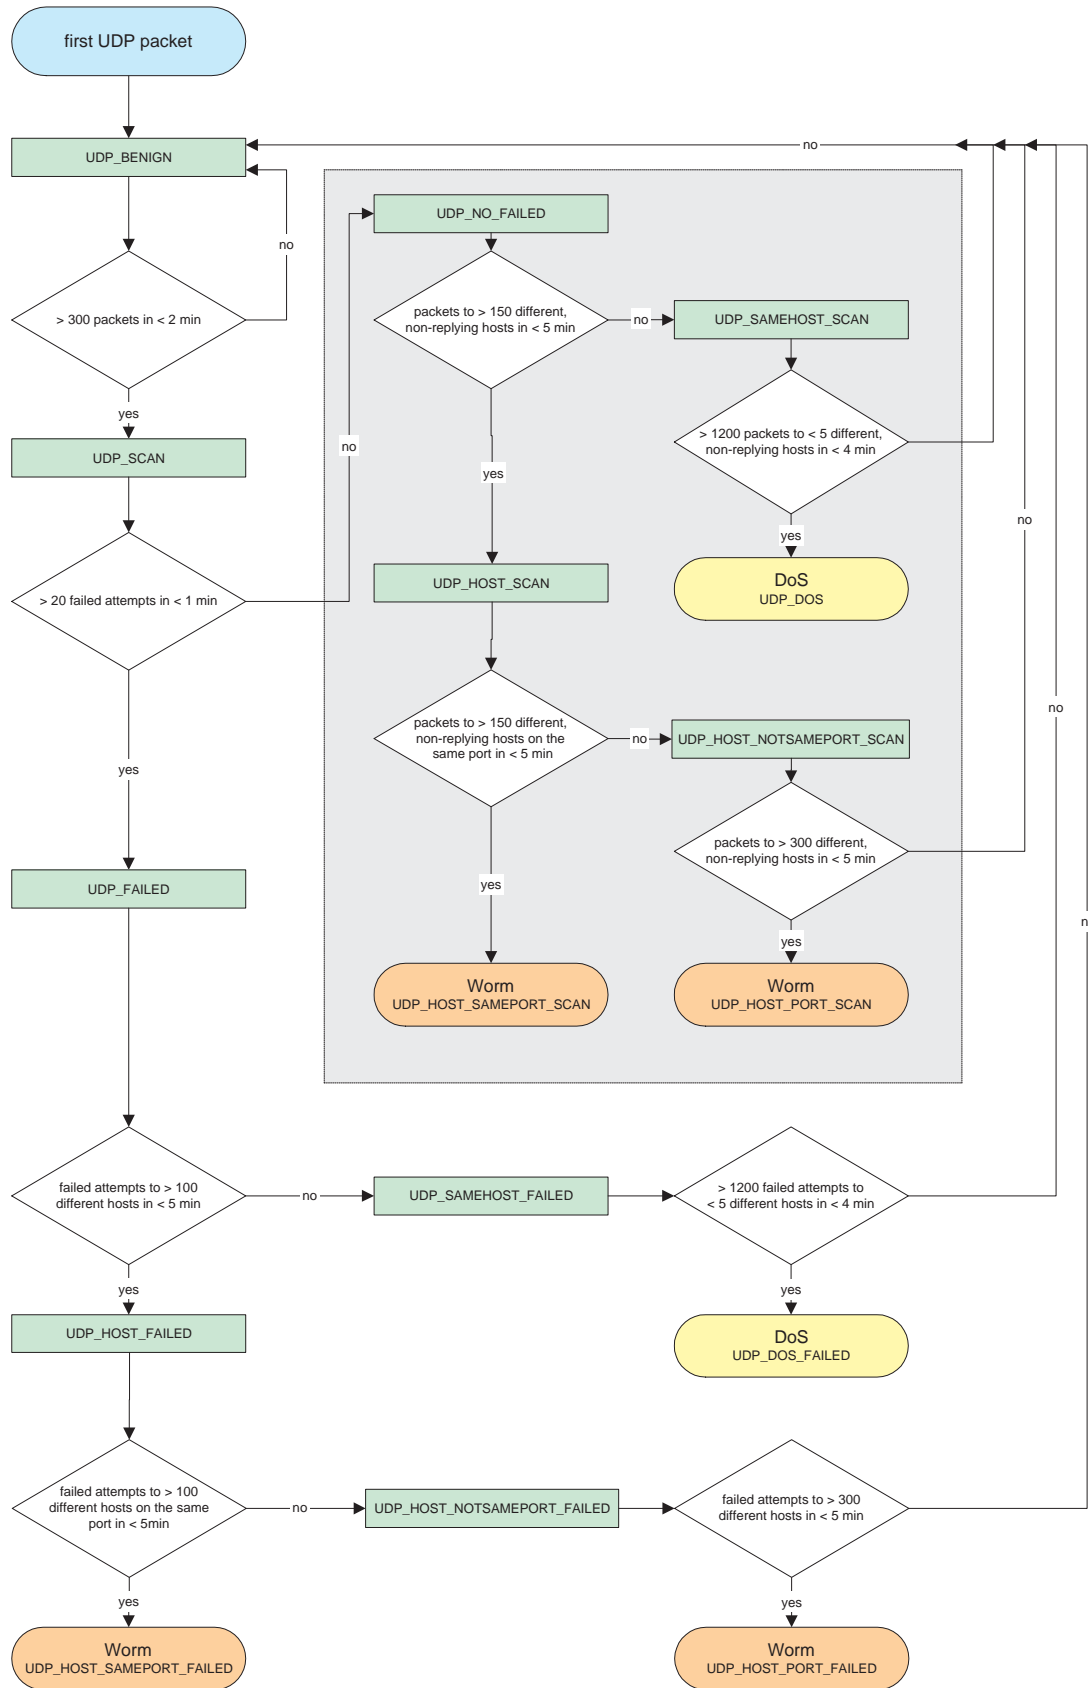 first UDP packet
UDP_BENIGN
no
no
UDP_NO_FAILED
> 300 packets in < 2 min
packets to > 150 different,
non-replying hosts in < 5 min
no
UDP_SAMEHOST_SCAN
yes
UDP_SCAN
no
> 1200 packets to < 5 different,
non-replying hosts in < 4 min
yes
yes
no
> 20 failed attempts in < 1 min
UDP_HOST_SCAN
DoS
UDP_DOS
no
packets to > 150 different,
non-replying hosts on the
same port in < 5 min
no
UDP_HOST_NOTSAMEPORT_SCAN
yes
packets to > 300 different,
non-replying hosts in < 5 min
UDP_FAILED
yes
n
yes
Worm
UDP_HOST_SAMEPORT_SCAN
Worm
UDP_HOST_PORT_SCAN
failed attempts to > 100
different hosts in < 5 min
no
UDP_SAMEHOST_FAILED
> 1200 failed attempts to
< 5 different hosts in < 4 min
yes
yes
UDP_HOST_FAILED
DoS
UDP_DOS_FAILED
failed attempts to > 100
different hosts on the same
port in < 5min
no
UDP_HOST_NOTSAMEPORT_FAILED
failed attempts to > 300
different hosts in < 5 min
yes
yes
Worm
UDP_HOST_SAMEPORT_FAILED
Worm
UDP_HOST_PORT_FAILED